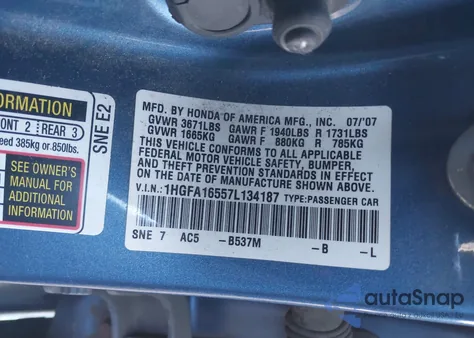 ORMATION
ONT 2 | REAR 3
eed 385kg or 850lbs.
SEE OWNER'S
MANUAL FOR
ADDITIONAL
INFORMATION
SNE E2
MFD. BY HONDA OF AMERICA MFG., INC. 07/'07
GVWR 3671LBS GAWR F 1940LBS R 1731LBS
GVWR 1665KG GAWR F 880KG R 785KG
THIS VEHICLE CONFORMS TO ALL APPLICABLE
FEDERAL MOTOR VEHICLE SAFETY, BUMPER,
AND THEFT PREVENTION STANDARDS IN EFFECT
ON THE DATE OF MANUFACTURE SHOWN ABOVE.
V.I.N.: 1HGFA16557L134187 TYPE:PASSENGER CAR
SNE 7 AC5 -B537M -B -L
autoSnap